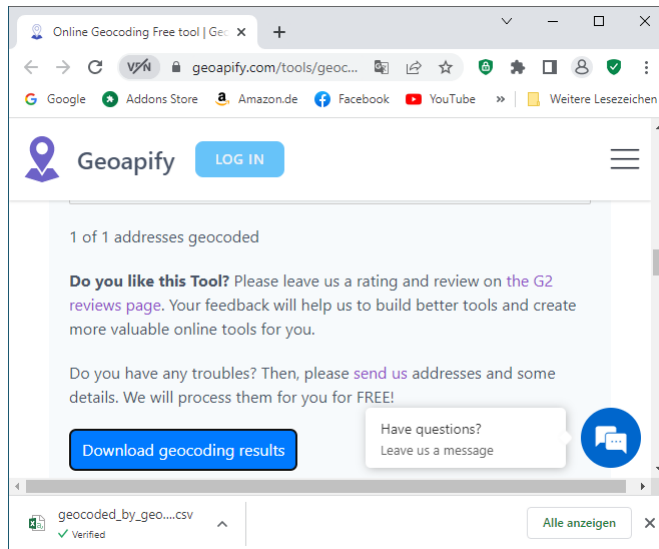 Online Geocoding Free tool | Geo
VPN
geoapify.com/tools/geoc...
Google
Addons Store
Amazon.de
Facebook
YouTube
»
Weitere Lesezeichen
Geoapify
LOG IN
1 of 1 addresses geocoded
Do you like this Tool? Please leave us a rating and review on the G2
reviews page. Your feedback will help us to build better tools and create
more valuable online tools for you.
Do you have any troubles? Then, please send us addresses and some
details. We will process them for you for FREE!
Download geocoding results
Have questions?
Leave us a message
geocoded_by_geo....csv
Verified
Alle anzeigen